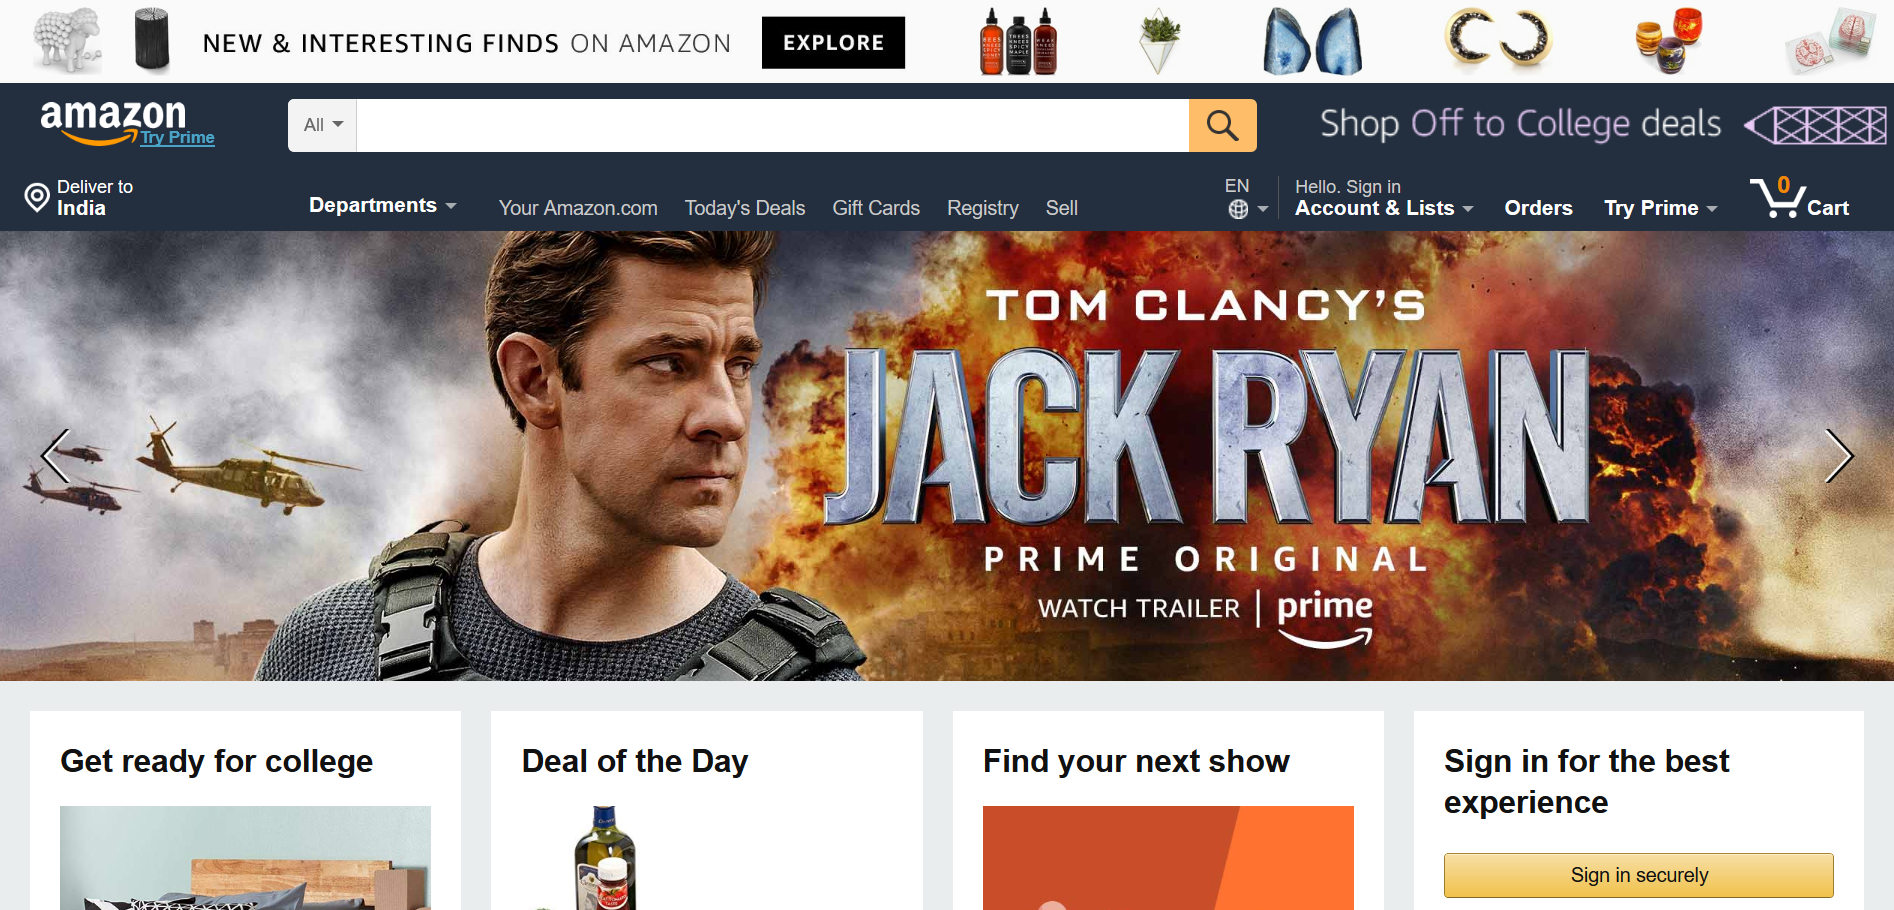 NEW & INTERESTING FINDS ON AMAZON
EXPLORE
amazon
Try Prime
All
Shop Off to College deals
Deliver to
India
Departments
Your Amazon.com
Today's Deals
Gift Cards
Registry
Sell
EN
Hello. Sign in
Account & Lists
Orders
Try Prime
0
Cart
TOM CLANCY'S
JACK RYAN
PRIME ORIGINAL
WATCH TRAILER | prime
Get ready for college
Deal of the Day
Find your next show
Sign in for the best
experience
Sign in securely